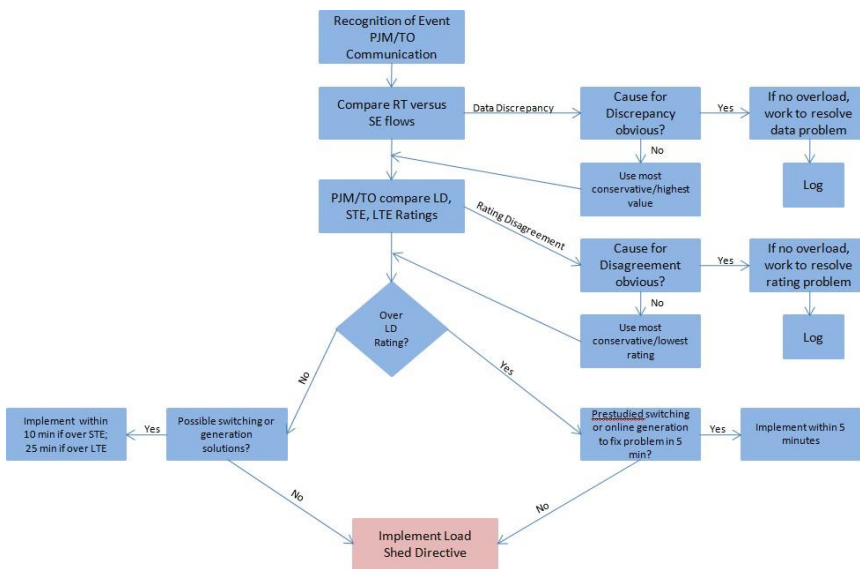 Recognition of Event
PJM/TO
Communication
Compare RT versus
SE flows
Data Discrepancy
Cause for
Discrepancy
obvious?
Yes
If no overload,
work to resolve
data problem
No
Use most
conservative/highest
value
Log
PJM/TO compare LD,
STE, LTE Ratings
Rating Disagreement
Cause for
Disagreement
obvious?
Yes
If no overload,
work to resolve
rating problem
No
Use most
conservative/lowest
rating
Log
Over
LD
Rating?
No
Yes
Implement within
10 min if over STE;
25 min if over LTE
Yes
Possible switching or
generation
solutions?
Prestudied switching
or online generation
to fix problem in 5
min?
Yes
Implement within 5
minutes
No
No
Implement Load
Shed Directive